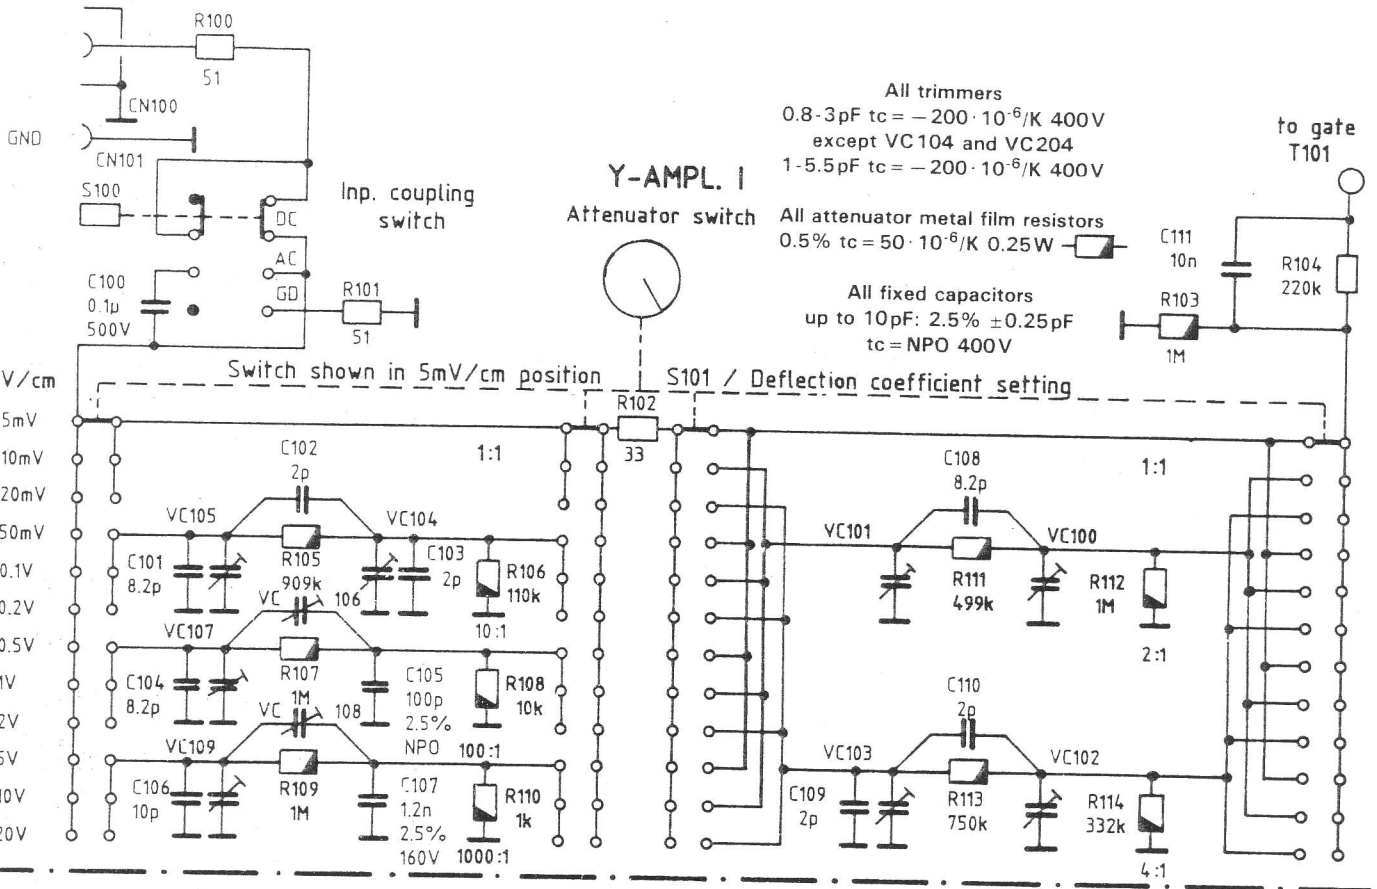 R100
51
CN100
GND
CN101
S100
Inp. coupling
switch
DC
AC
GD
C100
0.1µ
500V
R101
51
Y-AMPL. I
Attenuator switch
All trimmers
0.8-3pF tc = − 200 · 10-6/K 400V
except VC104 and VC204
1-5.5pF tc = − 200 · 10-6/K 400V
All attenuator metal film resistors
0.5% tc = 50 · 10-6/K 0.25W
All fixed capacitors
up to 10pF: 2.5% ±0.25pF
tc = NPO 400V
to gate
T101
C111
10n
R104
220k
R103
1M
V/cm
Switch shown in 5mV/cm position
S101 / Deflection coefficient setting
5mV
10mV
20mV
50mV
0.1V
0.2V
0.5V
1V
2V
5V
10V
20V
R102
33
C102
2p
1:1
VC105
VC104
C101
8.2p
R105
909k
C103
2p
R106
110k
VC 106
10:1
VC107
C104
8.2p
R107
1M
C105
100p
2.5%
NPO
R108
10k
VC 108
100:1
VC109
C106
10p
R109
1M
C107
1.2n
2.5%
160V
R110
1k
1000:1
C108
8.2p
1:1
VC101
VC100
R111
499k
R112
1M
2:1
C110
2p
VC103
VC102
C109
2p
R113
750k
R114
332k
4:1